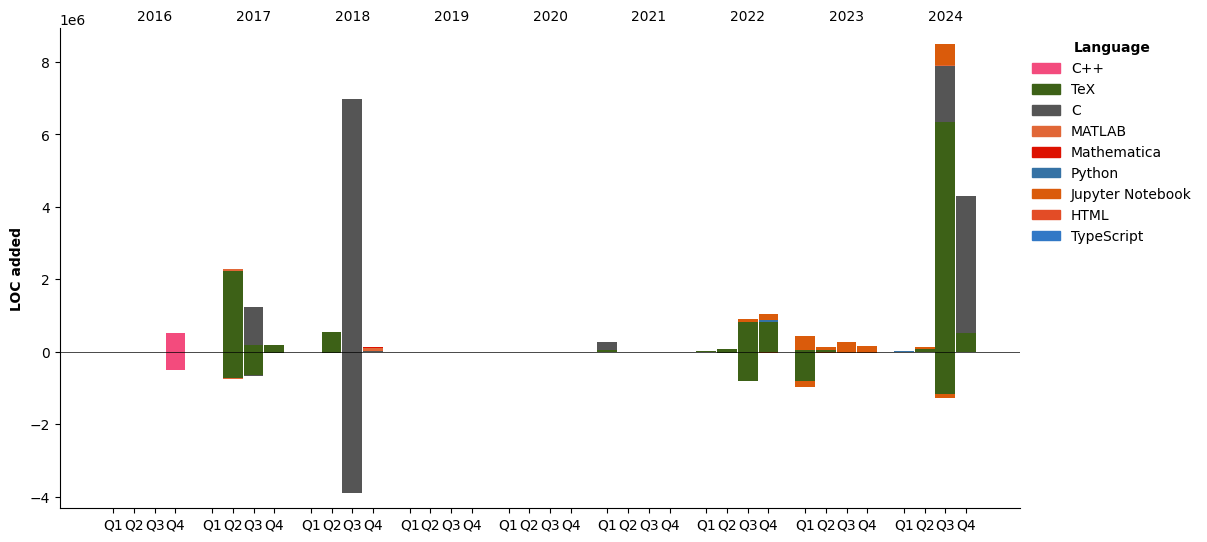 2016 2017 2018 2019 2020 2021 2022 2023 2024
1e6
8
6
4
2
0
−2
−4
LOC added
Q1 Q2 Q3 Q4 Q1 Q2 Q3 Q4 Q1 Q2 Q3 Q4 Q1 Q2 Q3 Q4 Q1 Q2 Q3 Q4 Q1 Q2 Q3 Q4 Q1 Q2 Q3 Q4 Q1 Q2 Q3 Q4 Q1 Q2 Q3 Q4
Language
C++
TeX
C
MATLAB
Mathematica
Python
Jupyter Notebook
HTML
TypeScript